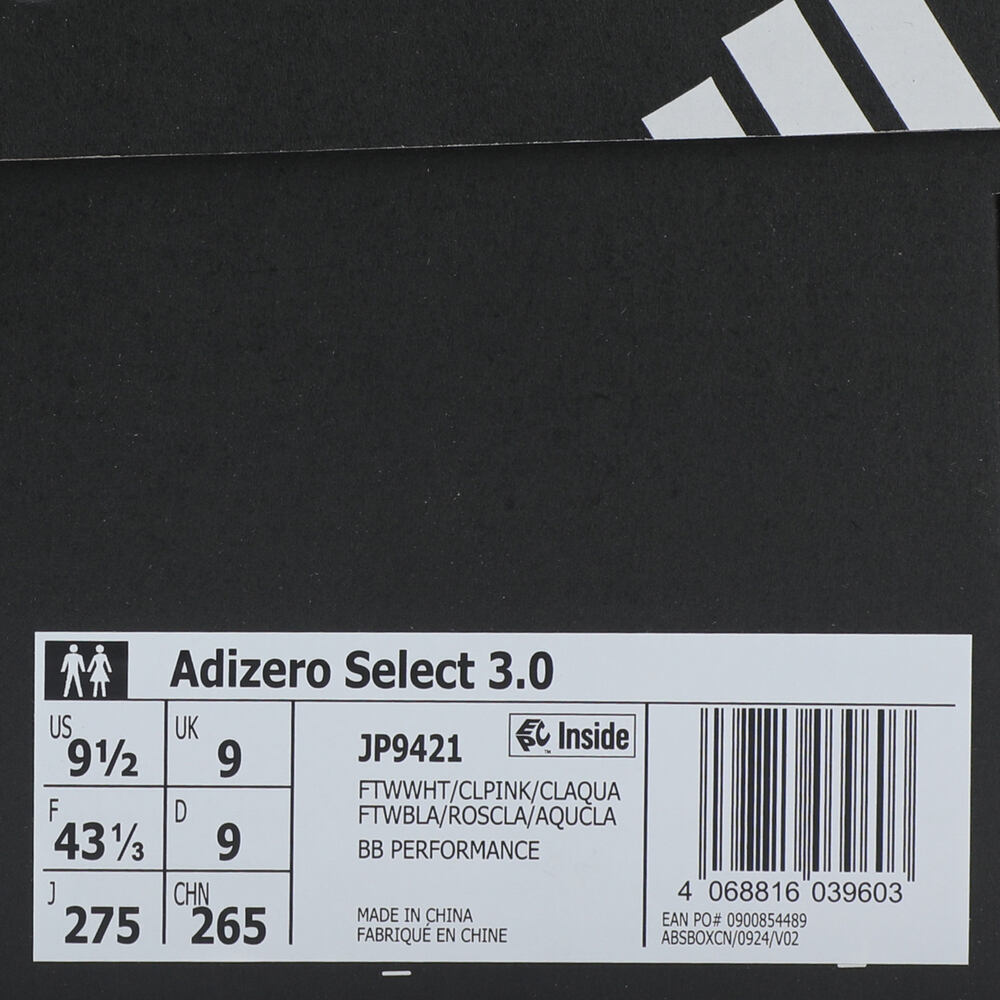 Adizero Select 3.0
US 9½
UK 9
F 43⅓
D 9
J 275
CHN 265
JP9421
EPC Inside
™
FTWWHT/CLPINK/CLAQUA
FTWBLA/ROSCLA/AQUCLA
BB PERFORMANCE
MADE IN CHINA
FABRIQUÉ EN CHINE
4 068816 039603
EAN PO# 0900854489
ABSBOXCN/0924/V02